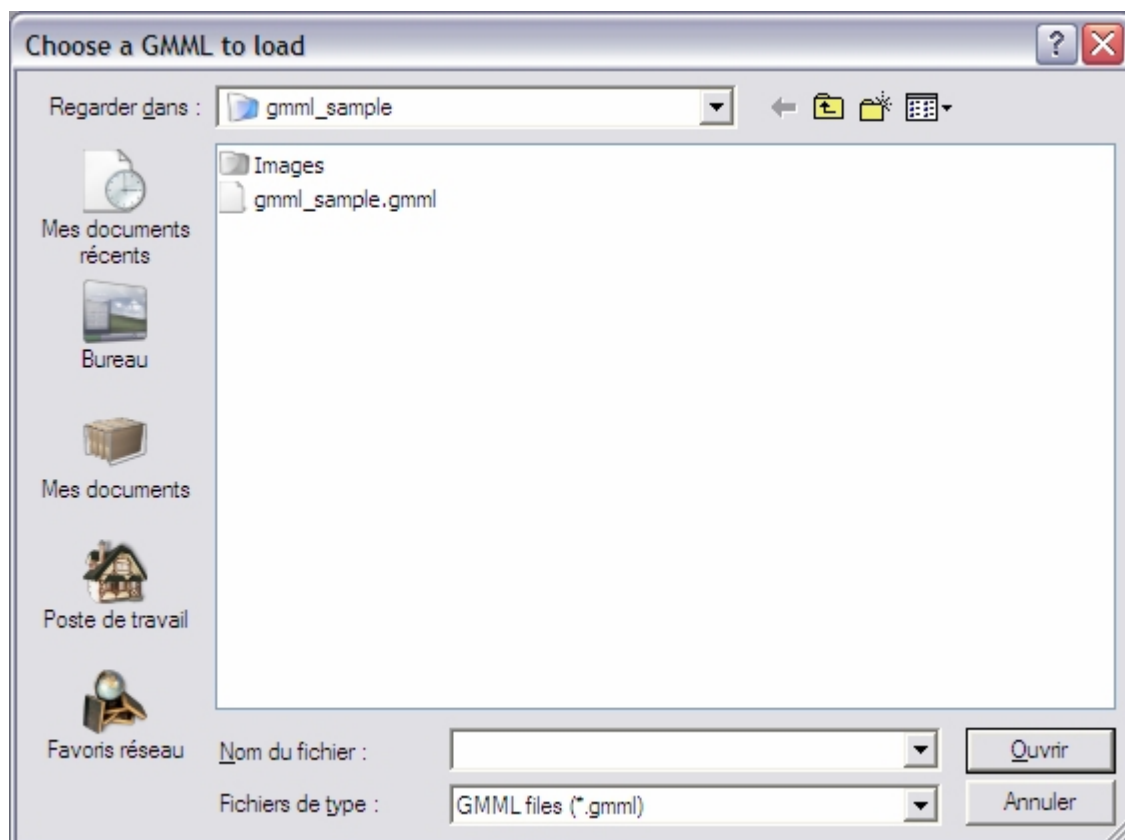 Choose a GMML to load
Regarder dans :
gmml_sample
Images
gmml_sample.gmml
Mes documents
récents
Bureau
Mes documents
Poste de travail
Favoris réseau
Nom du fichier :
Ouvrir
Fichiers de type :
GMML files (*.gmml)
Annuler